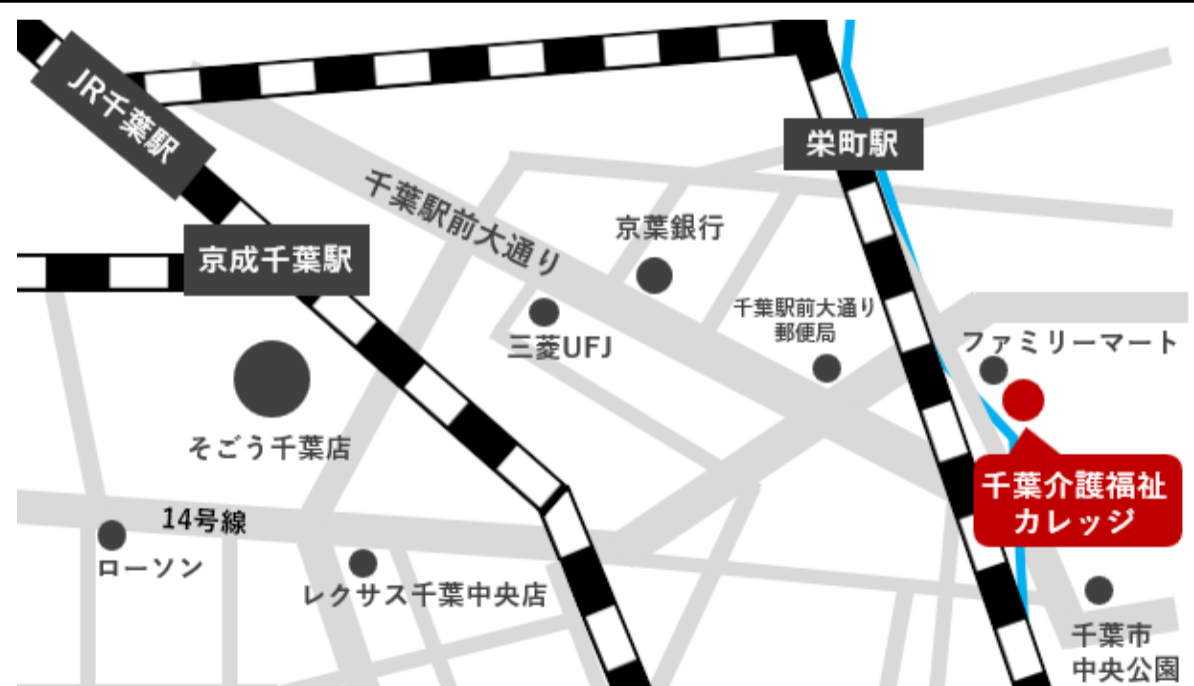 JR千葉駅
栄町駅
千葉駅前大通り
京葉銀行
京成千葉駅
千葉駅前大通り
郵便局
三菱UFJ
ファミリーマート
そごう千葉店
千葉介護福祉
カレッジ
14号線
ローソン
レクサス千葉中央店
千葉市
中央公園